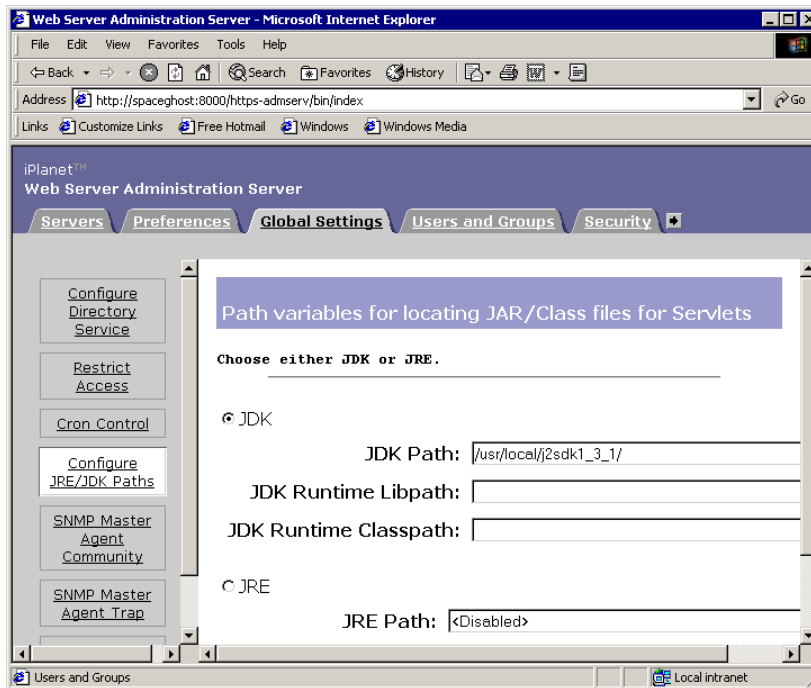 Web Server Administration Server - Microsoft Internet Explorer
File Edit View Favorites Tools Help
Back Search Favorites History
Address http://spaceghost:8000/https-admserv/bin/index Go
Links Customize Links Free Hotmail Windows Windows Media
iPlanet™
Web Server Administration Server
Servers Preferences Global Settings Users and Groups Security
Configure
Directory
Service
Restrict
Access
Cron Control
Configure
JRE/JDK Paths
SNMP Master
Agent
Community
SNMP Master
Agent Trap
Path variables for locating JAR/Class files for Servlets
Choose either JDK or JRE.
JDK
JDK Path: /usr/local/j2sdk1_3_1/
JDK Runtime Libpath:
JDK Runtime Classpath:
JRE
JRE Path: <Disabled>
Users and Groups Local intranet